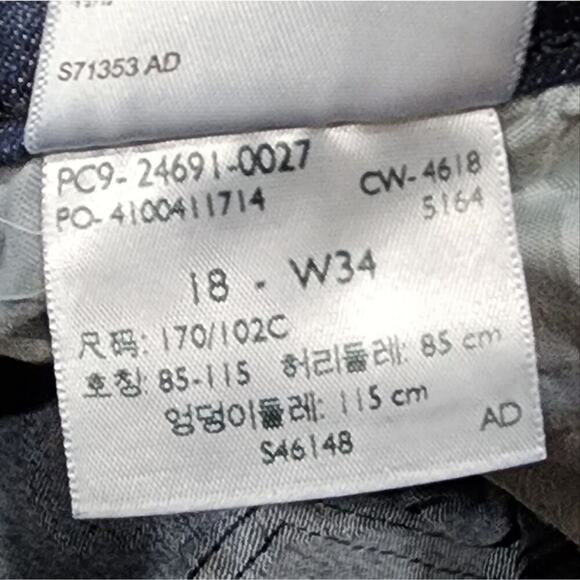 S71353 AD
PC9-24691-0027
CW-4618
PO-4100411714
5164
18 - W34
尺码: 170/102C
호칭: 85-115 허리둘레: 85 cm
엉덩이둘레: 115 cm
S46148
AD